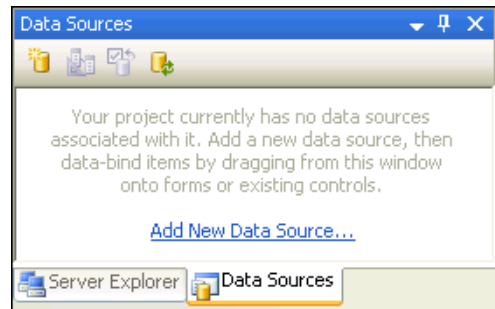 Data Sources
Your project currently has no data sources
associated with it. Add a new data source, then
data-bind items by dragging from this window
onto forms or existing controls.
Add New Data Source...
Server Explorer Data Sources